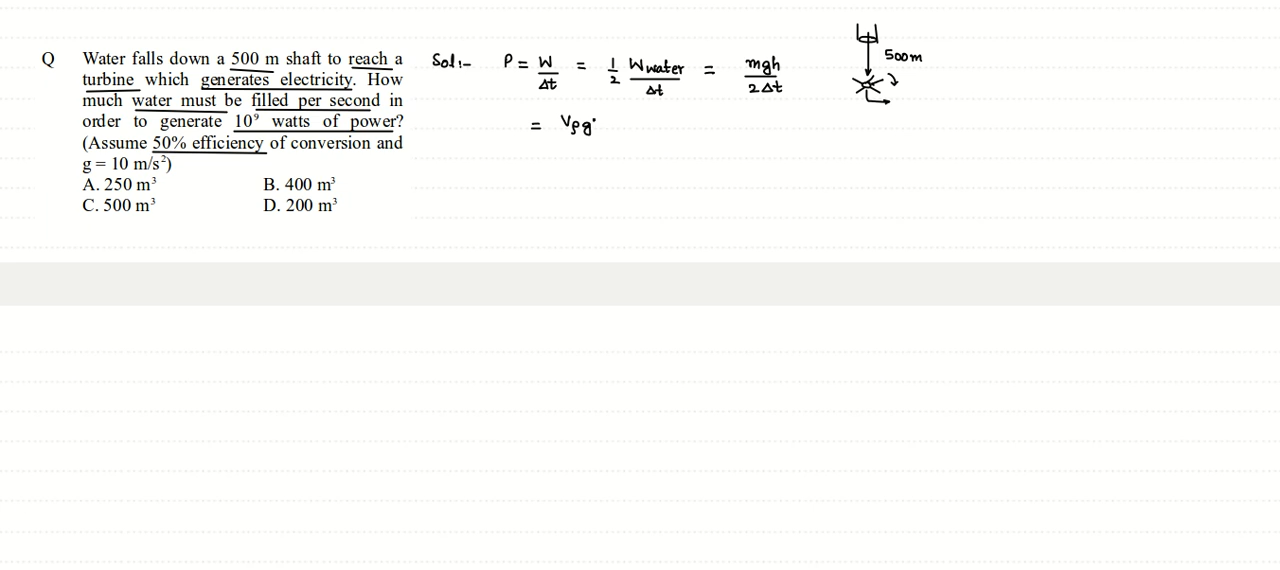 Q Water falls down a 500 m shaft to reach a
turbine which generates electricity. How
much water must be filled per second in
order to generate 10⁹ watts of power?
(Assume 50% efficiency of conversion and
g = 10 m/s²)
A. 250 m³ B. 400 m³
C. 500 m³ D. 200 m³
Sol:- P = W/Δt = 1/2 Wwater/Δt = mgh/2Δt
= Vρg
500m